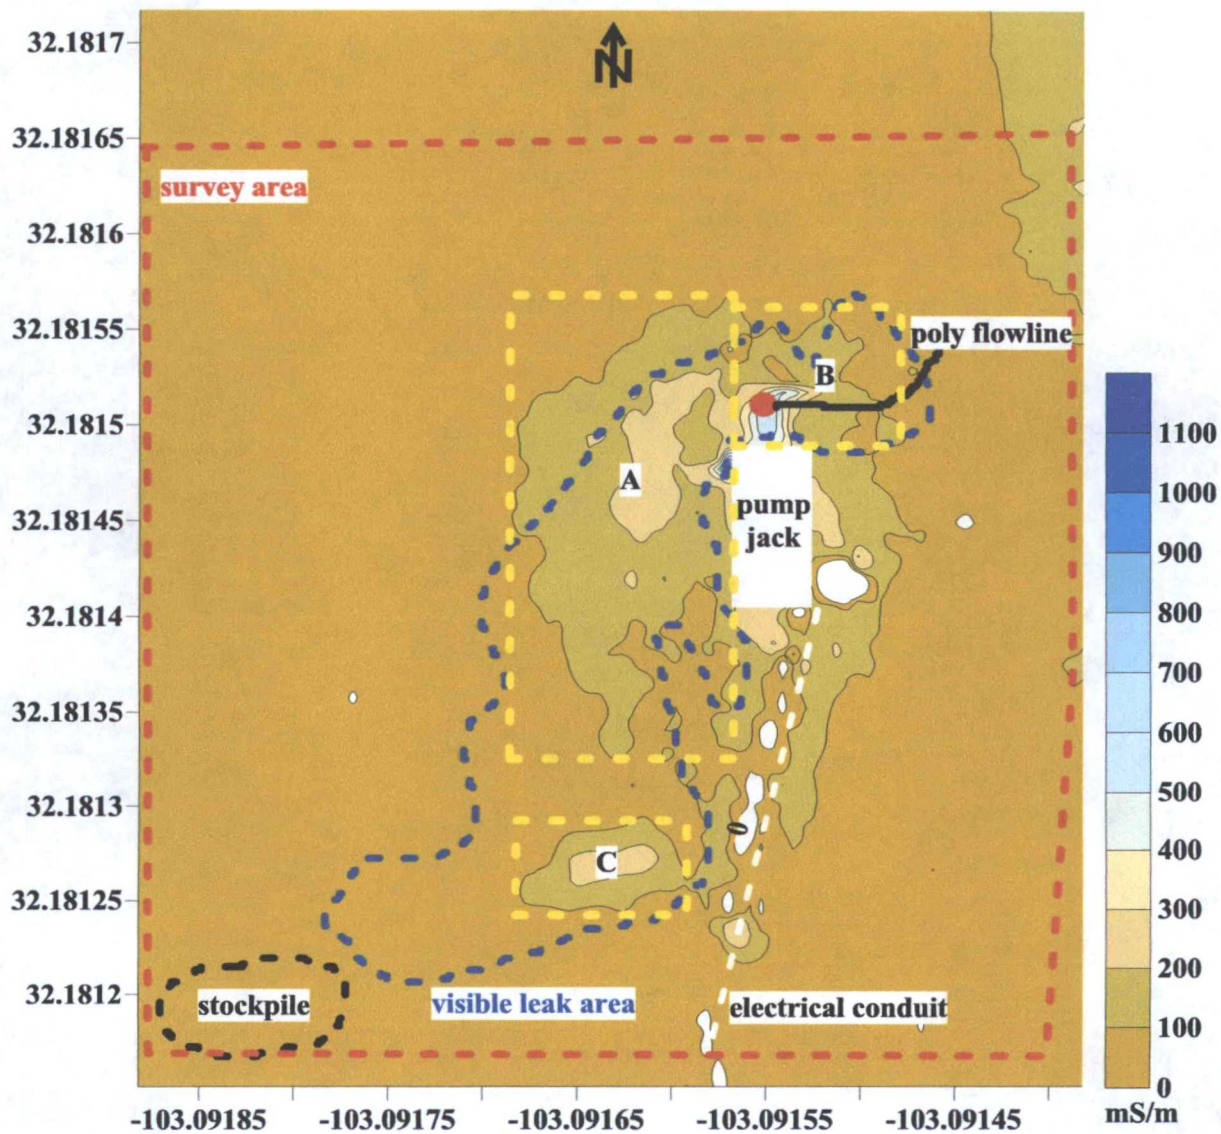 32.1817
N
32.18165
survey area
32.1816
32.18155
poly flowline
B
32.1815
A
pump
jack
32.18145
32.1814
32.18135
32.1813
0
C
32.18125
32.1812
stockpile
visible leak area
electrical conduit
-103.09185
-103.09175
-103.09165
-103.09155
-103.09145
1100
1000
900
800
700
600
500
400
300
200
100
0
mS/m